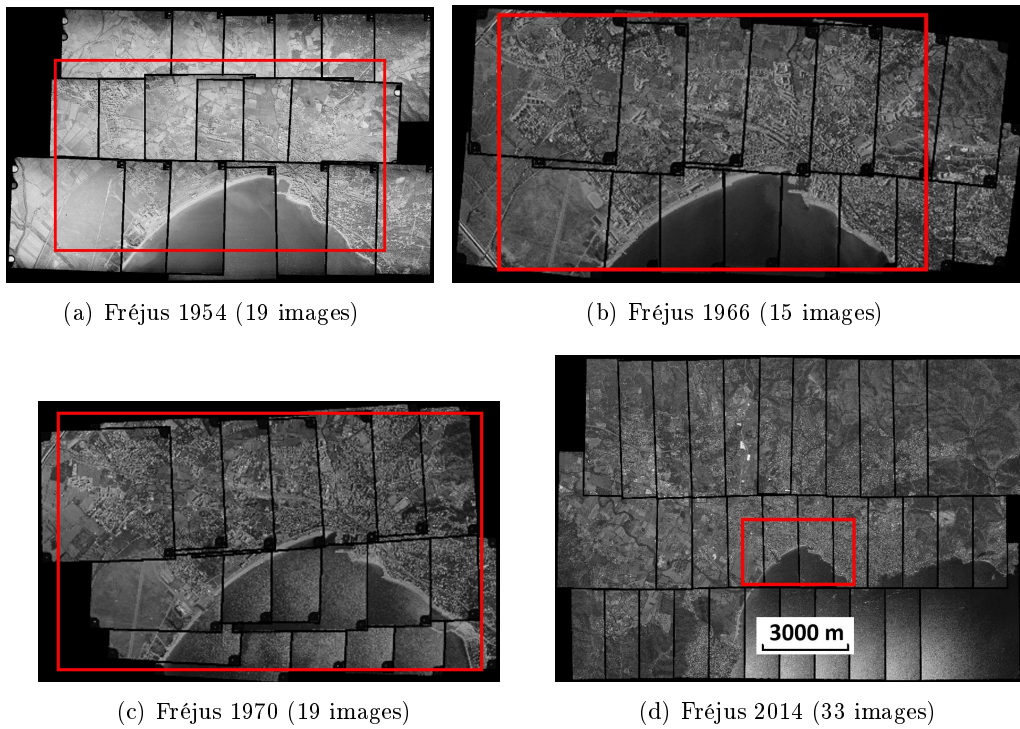 (a) Fréjus 1954 (19 images)
(b) Fréjus 1966 (15 images)
3000 m
(c) Fréjus 1970 (19 images)
(d) Fréjus 2014 (33 images)